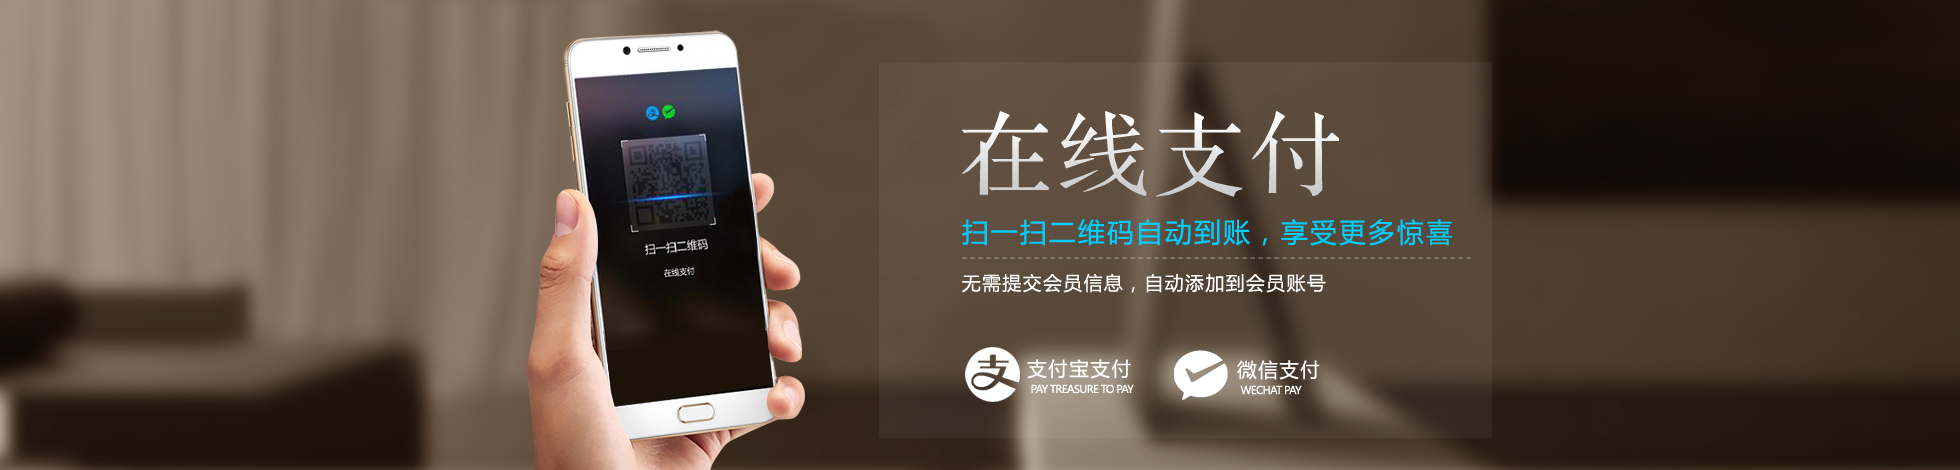 扫一扫二维码
在线支付
在线支付
扫一扫二维码自动到账，享受更多惊喜
无需提交会员信息，自动添加到会员账号
支 支付宝支付
PAY TREASURE TO PAY
微信支付
WECHAT PAY